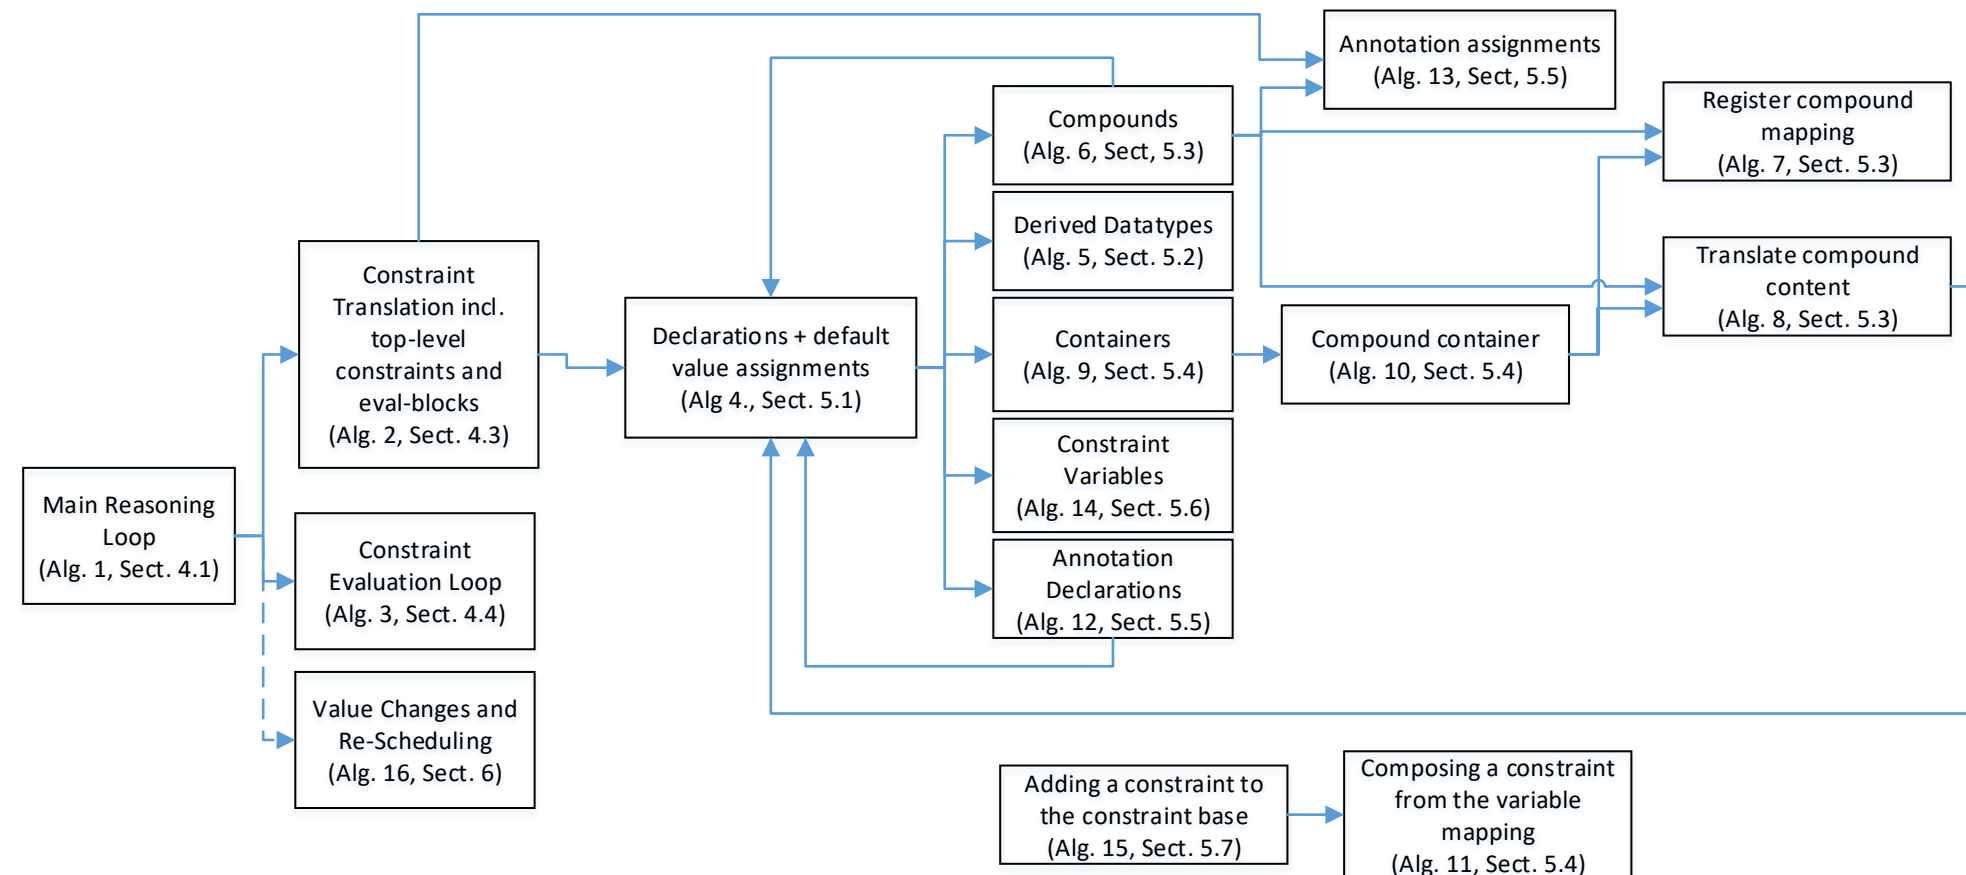 Annotation assignments
(Alg. 13, Sect, 5.5)
Compounds
(Alg. 6, Sect, 5.3)
Register compound
mapping
(Alg. 7, Sect. 5.3)
Derived Datatypes
(Alg. 5, Sect. 5.2)
Translate compound
content
(Alg. 8, Sect. 5.3)
Constraint
Translation incl.
top-level
constraints and
eval-blocks
(Alg. 2, Sect. 4.3)
Declarations + default
value assignments
(Alg 4., Sect. 5.1)
Containers
(Alg. 9, Sect. 5.4)
Compound container
(Alg. 10, Sect. 5.4)
Constraint
Variables
(Alg. 14, Sect. 5.6)
Main Reasoning
Loop
(Alg. 1, Sect. 4.1)
Constraint
Evaluation Loop
(Alg. 3, Sect. 4.4)
Annotation
Declarations
(Alg. 12, Sect. 5.5)
Value Changes and
Re-Scheduling
(Alg. 16, Sect. 6)
Adding a constraint to
the constraint base
(Alg. 15, Sect. 5.7)
Composing a constraint
from the variable
mapping
(Alg. 11, Sect. 5.4)